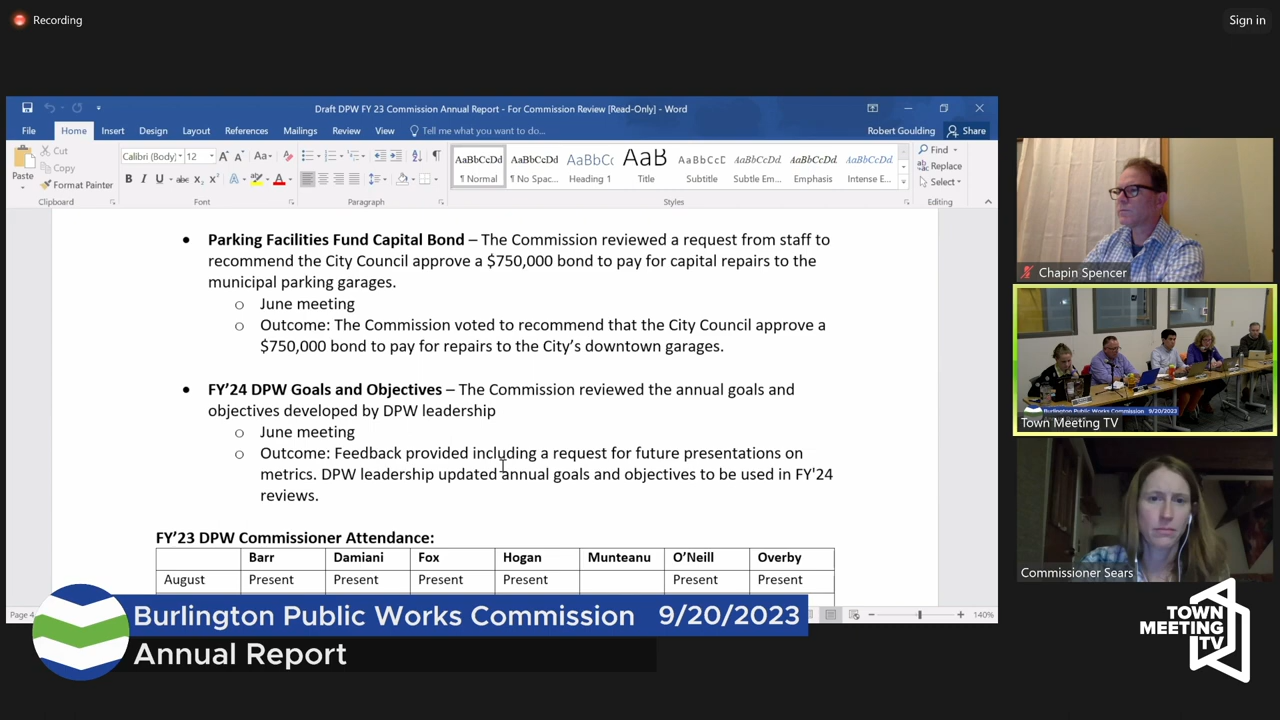 Recording
Sign in
Draft DPW FY 23 Commission Annual Report - For Commission Review [Read-Only] - Word
File Home Insert Design Layout References Mailings Review View Tell me what you want to do... Robert Goulding Share
Paste
Cut
Copy
Format Painter
Clipboard
Calibri (Body) 12
Font
Paragraph
AaBbCcDd AaBbCcDd AaBbCc AaB AaBbCcD AaBbCcDd AaBbCcDd AaBbCcDd
¶ Normal ¶ No Spac... Heading 1 Title Subtitle Subtle Em... Emphasis Intense E...
Styles
Find
Replace
Select
Editing
• Parking Facilities Fund Capital Bond – The Commission reviewed a request from staff to
recommend the City Council approve a $750,000 bond to pay for capital repairs to the
municipal parking garages.
o June meeting
o Outcome: The Commission voted to recommend that the City Council approve a
$750,000 bond to pay for repairs to the City's downtown garages.
• FY'24 DPW Goals and Objectives – The Commission reviewed the annual goals and
objectives developed by DPW leadership
o June meeting
o Outcome: Feedback provided including a request for future presentations on
metrics. DPW leadership updated annual goals and objectives to be used in FY'24
reviews.
FY'23 DPW Commissioner Attendance:
Barr Damiani Fox Hogan Munteanu O'Neill Overby
August Present Present Present Present Present Present
Page 4
140%
Burlington Public Works Commission 9/20/2023
Annual Report
Chapin Spencer
Burlington Public Works Commission 9/20/2023
Town Meeting TV
Commissioner Sears
TOWN
MEETING
TV